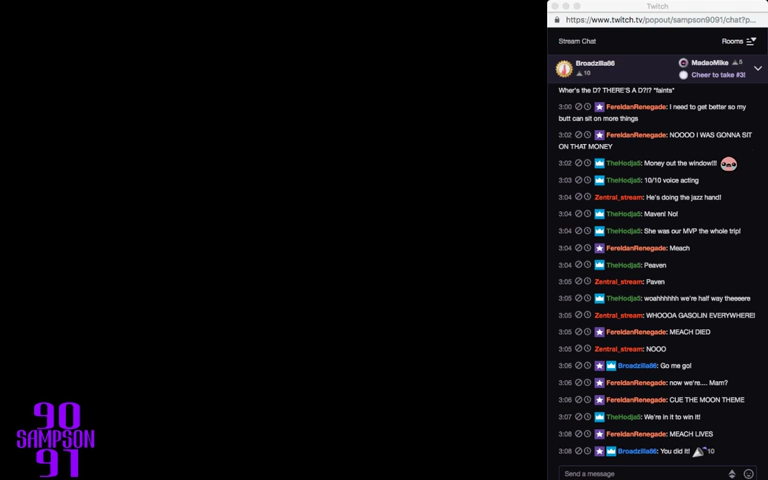 Twitch
https://www.twitch.tv/popout/sampson9091/chat?p...
Stream Chat
Rooms
Broadzilla86
10
MadaoMike 5
Cheer to take #3!
Wher's the D? THERE'S A D?!? *faints*
3:00 FereldanRenegade: I need to get better so my
butt can sit on more things
3:02 FereldanRenegade: NOOOO I WAS GONNA SIT
ON THAT MONEY
3:02 TheHodja5: Money out the window!!!
3:03 TheHodja5: 10/10 voice acting
3:04 Zentral_stream: He's doing the jazz hand!
3:04 TheHodja5: Maven! No!
3:04 TheHodja5: She was our MVP the whole trip!
3:04 FereldanRenegade: Meach
3:04 TheHodja5: Peaven
3:05 Zentral_stream: Paven
3:05 TheHodja5: woahhhhhh we're half way theeeere
3:05 Zentral_stream: WHOOOA GASOLIN EVERYWHERE!
3:05 FereldanRenegade: MEACH DIED
3:05 Zentral_stream: NOOO
3:06 Broadzilla86: Go me go!
3:06 FereldanRenegade: now we're.... Mam?
3:06 FereldanRenegade: CUE THE MOON THEME
3:07 TheHodja5: We're in it to win it!
3:08 FereldanRenegade: MEACH LIVES
3:08 Broadzilla86: You did it! 10
Send a message
90
SAMPSON
91